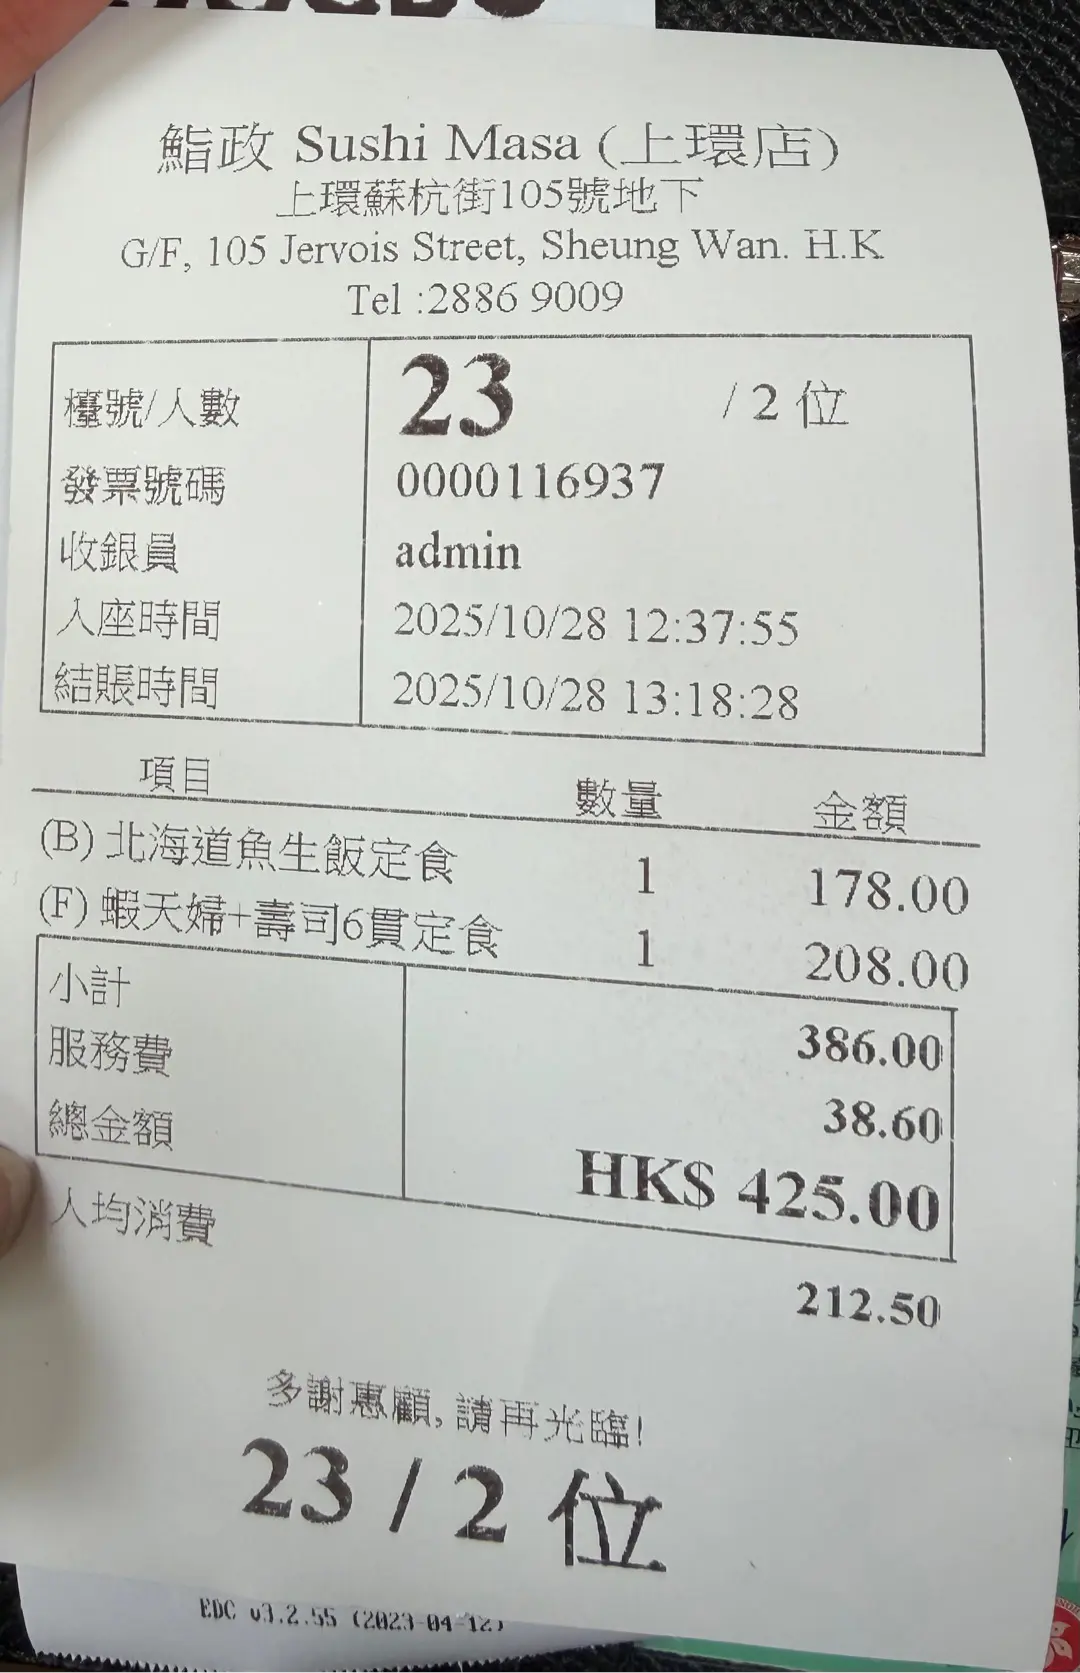 鮨政 Sushi Masa (上環店)
上環蘇杭街105號地下
G/F, 105 Jervois Street, Sheung Wan. H.K
Tel :2886 9009
檯號/人數 23 / 2 位
發票號碼 0000116937
收銀員 admin
入座時間 2025/10/28 12:37:55
結賬時間 2025/10/28 13:18:28
項目 數量 金額
(B) 北海道魚生飯定食 1 178.00
(F) 蝦天婦+壽司6貫定食 1 208.00
小計 386.00
服務費 38.60
總金額 HK$ 425.00
人均消費 212.50
多謝惠顧, 請再光臨!
23 / 2 位
EDC v3.2.55 (2023-04-12)